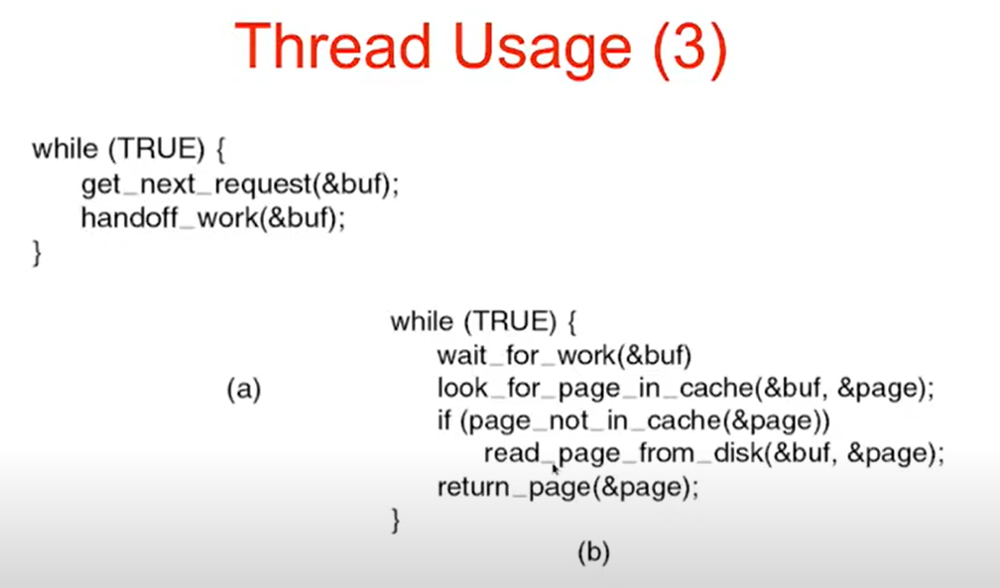 Thread Usage (3)
while (TRUE) {
get_next_request(&buf);
handoff_work(&buf);
}
while (TRUE) {
wait_for_work(&buf)
look_for_page_in_cache(&buf, &page);
if (page_not_in_cache(&page))
read_page_from_disk(&buf, &page);
return_page(&page);
}
(a)
(b)